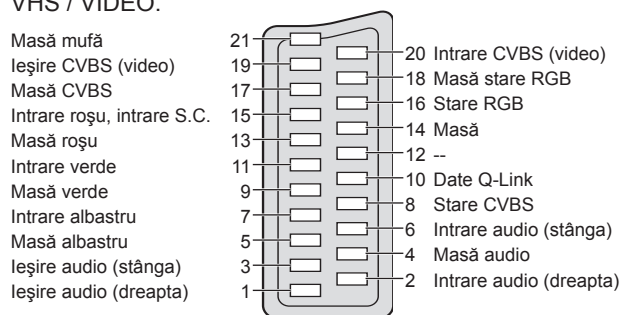 VHS / VIDEO.
Masă mufă 21
Ieşire CVBS (video) 19
Masă CVBS 17
Intrare roşu, intrare S.C. 15
Masă roşu 13
Intrare verde 11
Masă verde 9
Intrare albastru 7
Masă albastru 5
Ieşire audio (stânga) 3
Ieşire audio (dreapta) 1
20 Intrare CVBS (video)
18 Masă stare RGB
16 Stare RGB
14 Masă
12 --
10 Date Q-Link
8 Stare CVBS
6 Intrare audio (stânga)
4 Masă audio
2 Intrare audio (dreapta)